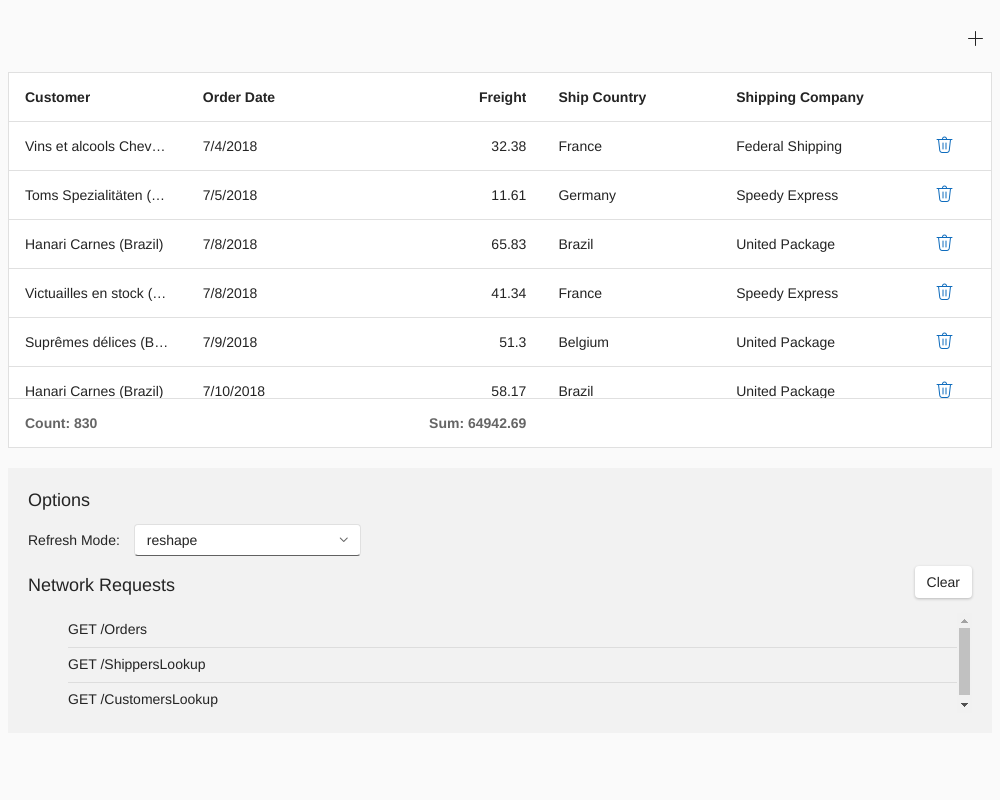 Customer Order Date Freight Ship Country Shipping Company
Vins et alcools Chev… 7/4/2018 32.38 France Federal Shipping
Toms Spezialitäten (… 7/5/2018 11.61 Germany Speedy Express
Hanari Carnes (Brazil) 7/8/2018 65.83 Brazil United Package
Victuailles en stock (… 7/8/2018 41.34 France Speedy Express
Suprêmes délices (B… 7/9/2018 51.3 Belgium United Package
Hanari Carnes (Brazil) 7/10/2018 58.17 Brazil United Package
Count: 830 Sum: 64942.69
Options
Refresh Mode: reshape
Network Requests Clear
GET /Orders
GET /ShippersLookup
GET /CustomersLookup